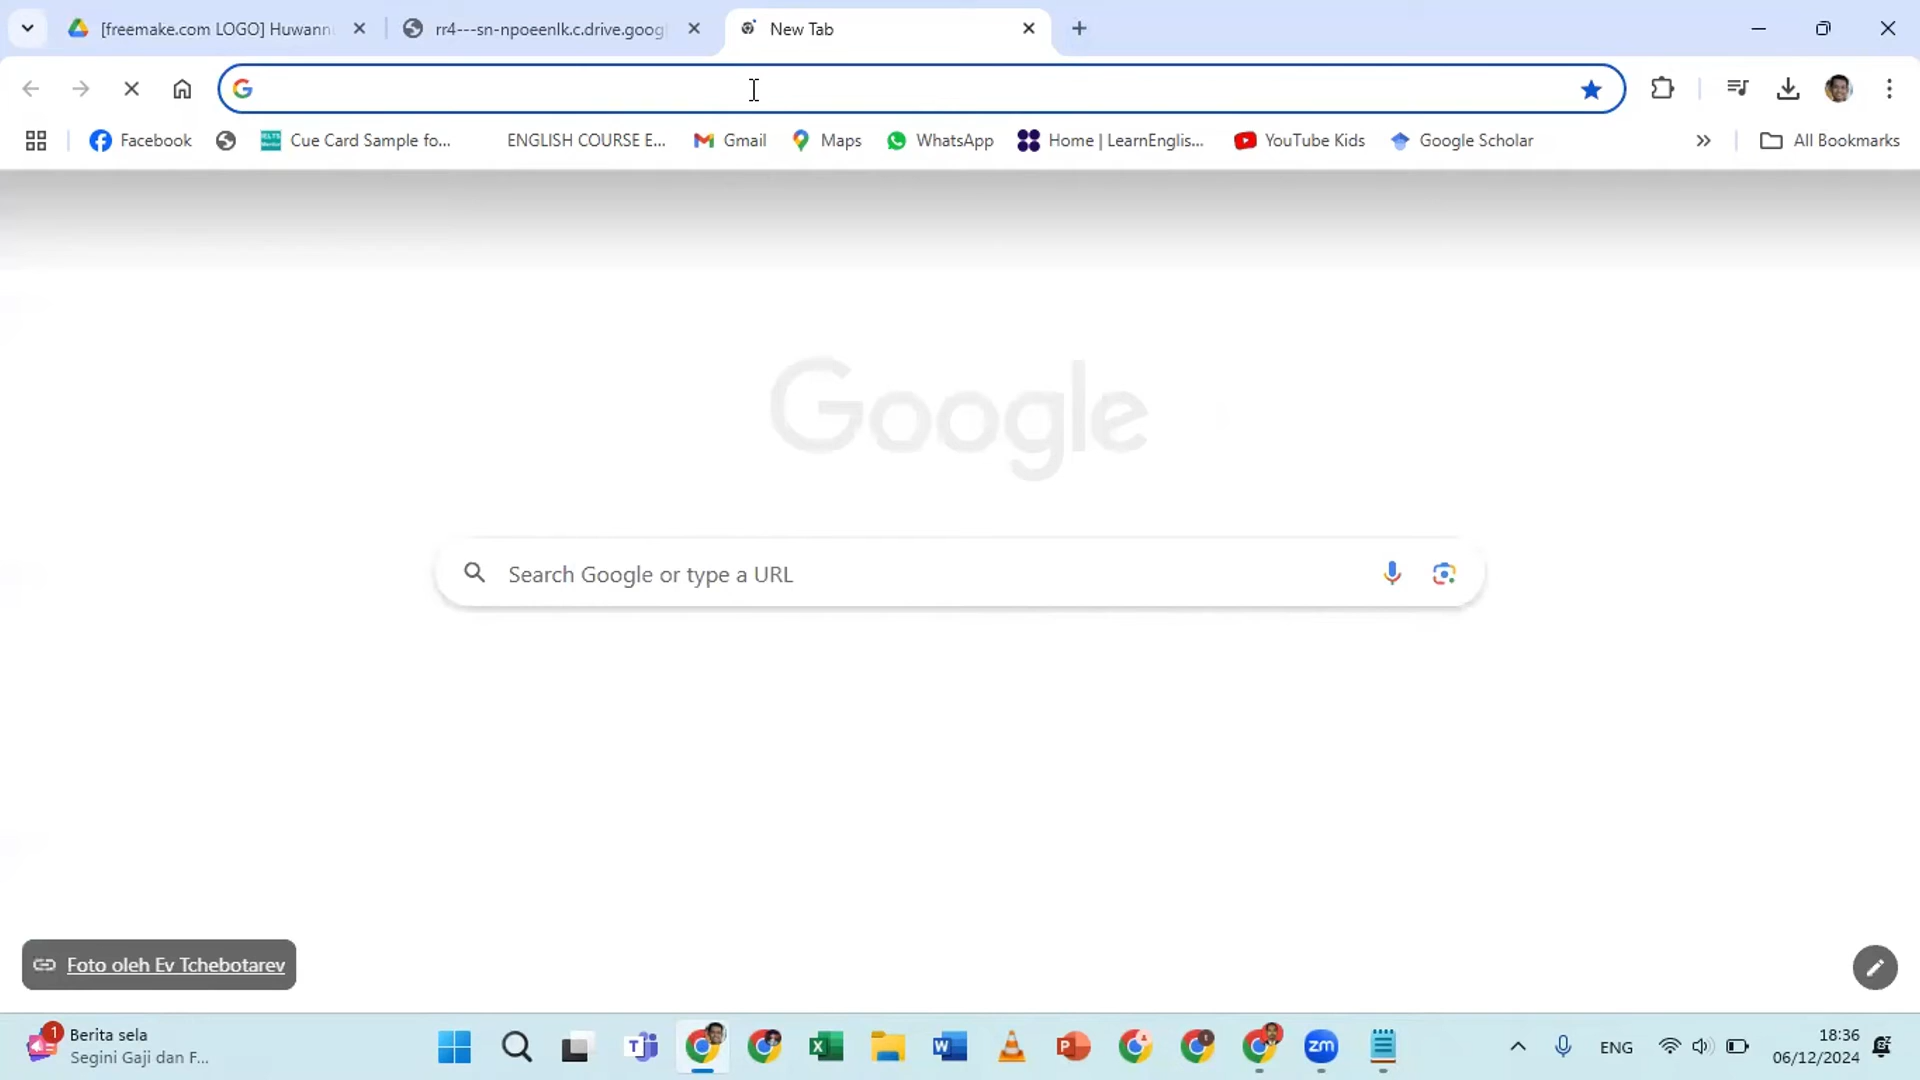 [freemake.com LOGO] Huwann
rr4---sn-npoeenlk.c.drive.goog
New Tab
Facebook
Cue Card Sample fo...
ENGLISH COURSE E...
Gmail
Maps
WhatsApp
Home | LearnEnglis...
YouTube Kids
Google Scholar
All Bookmarks
Google
Search Google or type a URL
Foto oleh Ev Tchebotarev
1
Berita sela
Segini Gaji dan F...
zm
ENG
18:36
06/12/2024